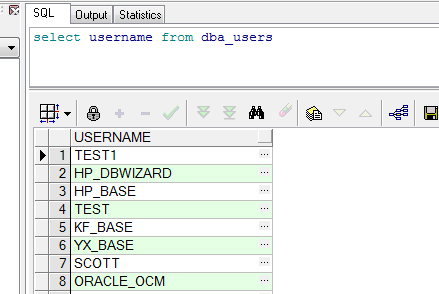 SQL Output Statistics
select username from dba_users
USERNAME
1 TEST1 ...
2 HP_DBWIZARD ...
3 HP_BASE ...
4 TEST ...
5 KF_BASE ...
6 YX_BASE ...
7 SCOTT ...
8 ORACLE_OCM ...